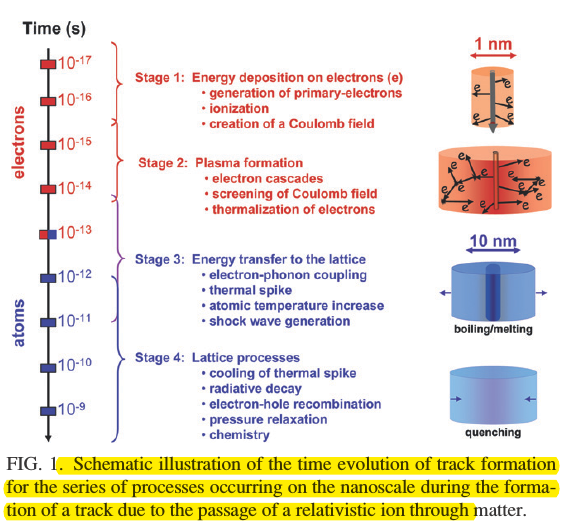 Time (s)
electrons
atoms
10-17
10-16
10-15
10-14
10-13
10-12
10-11
10-10
10-9
Stage 1: Energy deposition on electrons (e)
• generation of primary-electrons
• ionization
• creation of a Coulomb field
Stage 2: Plasma formation
• electron cascades
• screening of Coulomb field
• thermalization of electrons
Stage 3: Energy transfer to the lattice
• electron-phonon coupling
• thermal spike
• atomic temperature increase
• shock wave generation
Stage 4: Lattice processes
• cooling of thermal spike
• radiative decay
• electron-hole recombination
• pressure relaxation
• chemistry
1 nm
e
e
e
e
e
e
e
e
e
e
e
e
e
10 nm
boiling/melting
quenching
FIG. 1. Schematic illustration of the time evolution of track formation
for the series of processes occurring on the nanoscale during the forma-
tion of a track due to the passage of a relativistic ion through matter.